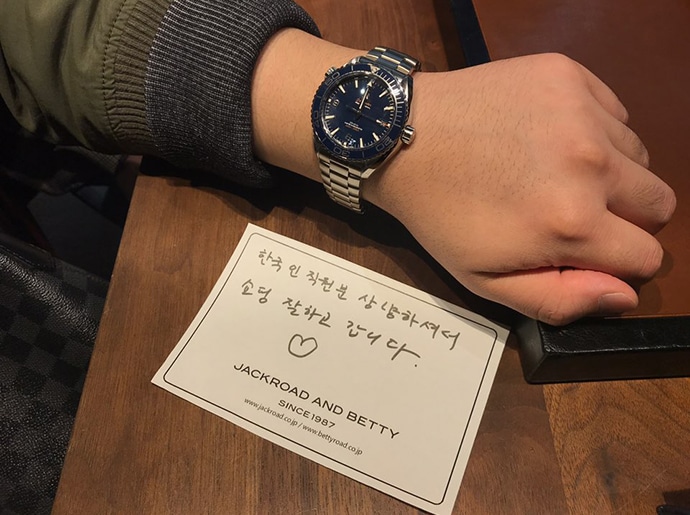 한국인 직원분 상냥하셔서
쇼핑 잘하고 갑니다.
♡
JACKROAD AND BETTY
SINCE 1987
www.jackroad.co.jp / www.bettyroad.co.jp